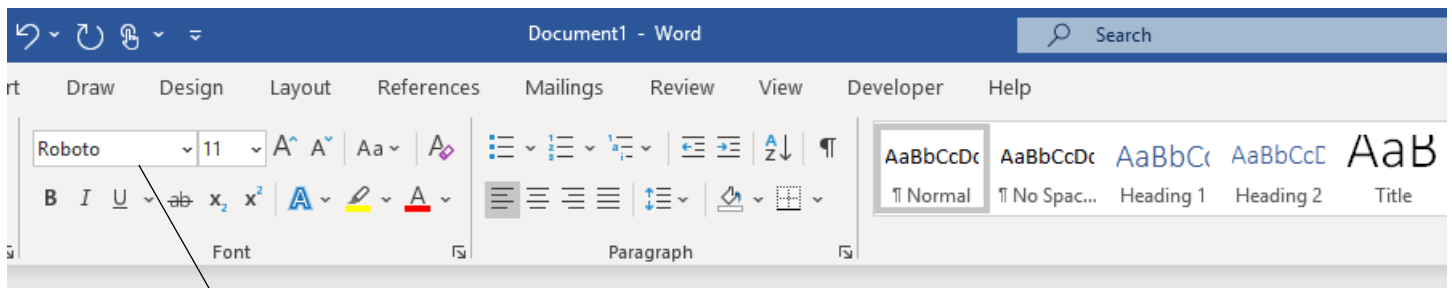 Document1 - Word
Search
rt Draw Design Layout References Mailings Review View Developer Help
Roboto 11 A A Aa A
AaBbCcDc AaBbCcDc AaBbCc AaBbCcD AaB
B I U ab x2 x2 A A
¶ Normal ¶ No Spac... Heading 1 Heading 2 Title
Font Paragraph